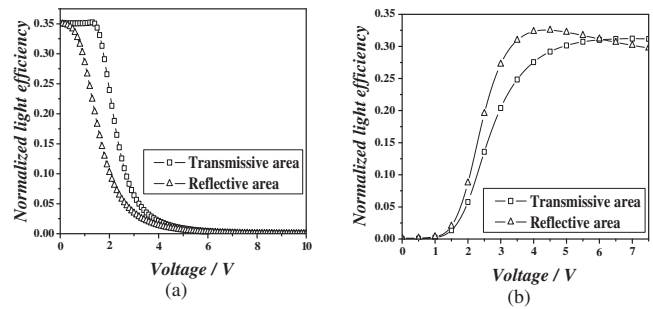 0.35
0.30
0.25
0.20
0.15
0.10
0.05
0.00
Normalized light efficiency
Transmissive area
Reflective area
0 2 4 6 8 10
Voltage / V
(a)
0.35
0.30
0.25
0.20
0.15
0.10
0.05
0.00
Normalized light efficiency
Transmissive area
Reflective area
0 1 2 3 4 5 6 7
Voltage / V
(b)